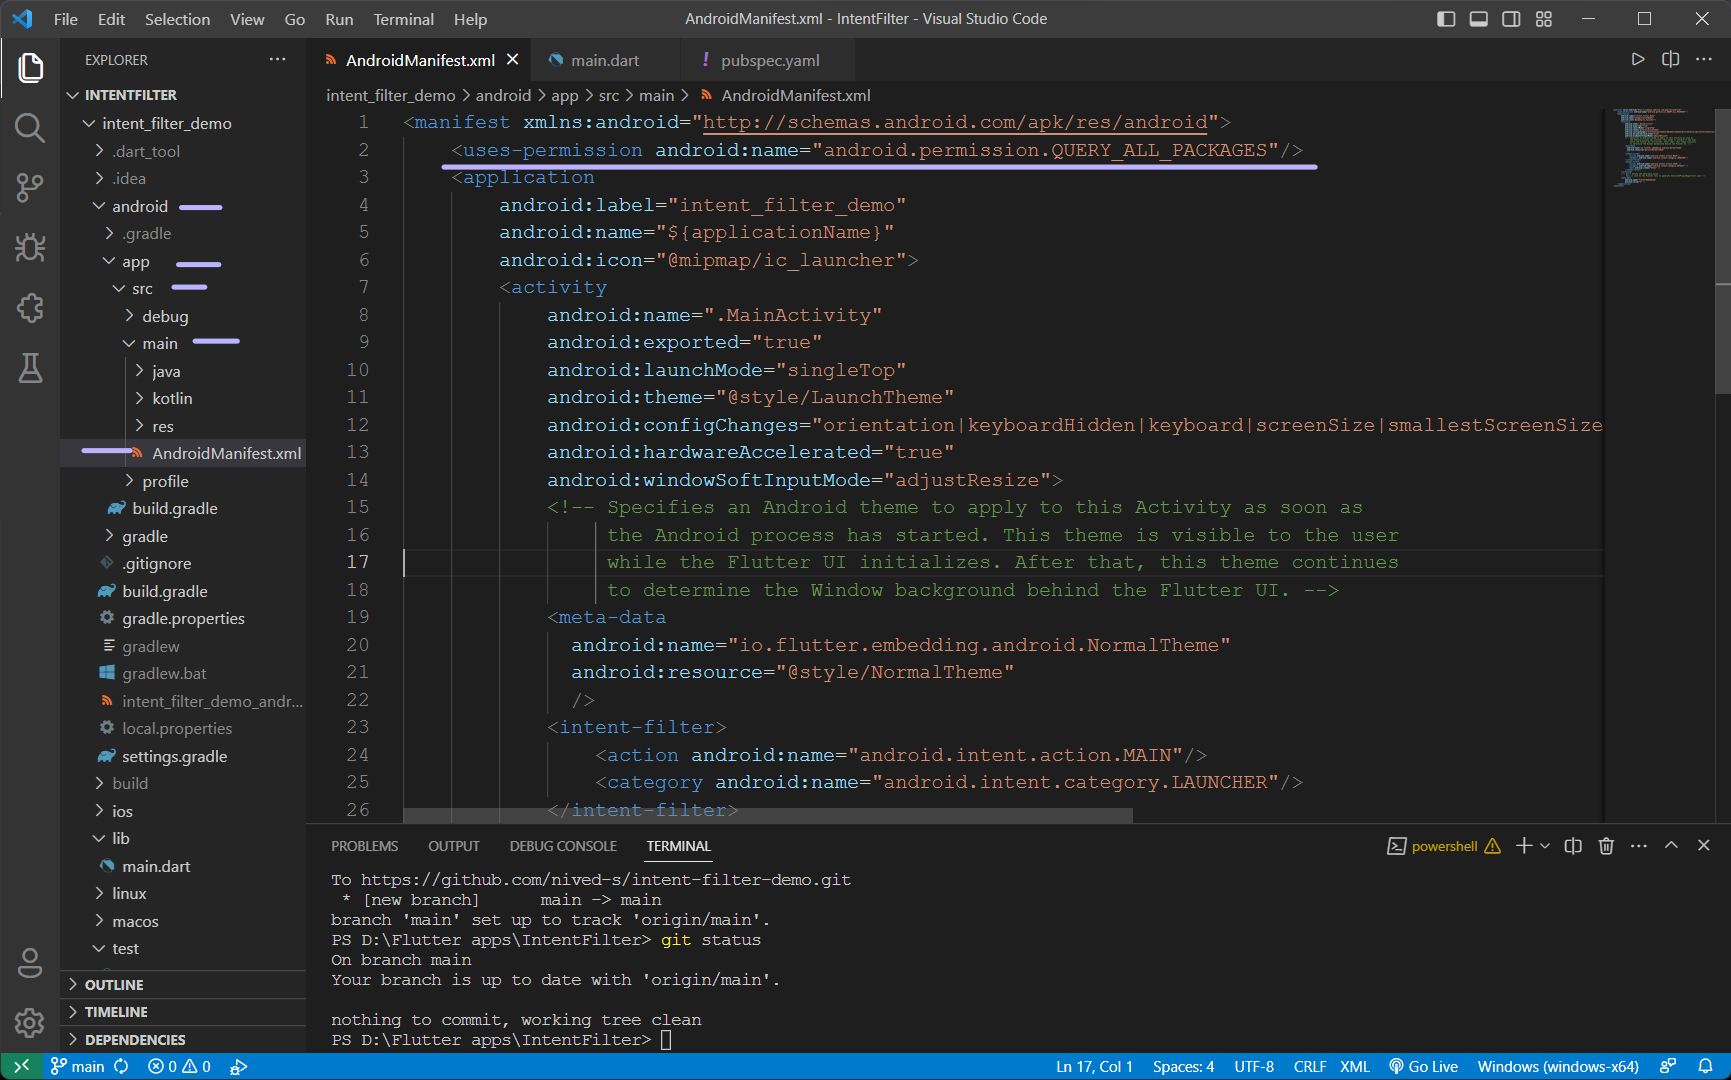 File Edit Selection View Go Run Terminal Help
AndroidManifest.xml - IntentFilter - Visual Studio Code
EXPLORER
INTENTFILTER
intent_filter_demo
.dart_tool
.idea
android
.gradle
app
src
debug
main
java
kotlin
res
AndroidManifest.xml
profile
build.gradle
gradle
.gitignore
build.gradle
gradle.properties
gradlew
gradlew.bat
intent_filter_demo_andr...
local.properties
settings.gradle
build
ios
lib
main.dart
linux
macos
test
OUTLINE
TIMELINE
DEPENDENCIES
AndroidManifest.xml main.dart pubspec.yaml
intent_filter_demo > android > app > src > main > AndroidManifest.xml
1 <manifest xmlns:android="http://schemas.android.com/apk/res/android">
2 <uses-permission android:name="android.permission.QUERY_ALL_PACKAGES"/>
3 <application
4 android:label="intent_filter_demo"
5 android:name="${applicationName}"
6 android:icon="@mipmap/ic_launcher">
7 <activity
8 android:name=".MainActivity"
9 android:exported="true"
10 android:launchMode="singleTop"
11 android:theme="@style/LaunchTheme"
12 android:configChanges="orientation|keyboardHidden|keyboard|screenSize|smallestScreenSize
13 android:hardwareAccelerated="true"
14 android:windowSoftInputMode="adjustResize">
15 <!-- Specifies an Android theme to apply to this Activity as soon as
16 the Android process has started. This theme is visible to the user
17 while the Flutter UI initializes. After that, this theme continues
18 to determine the Window background behind the Flutter UI. -->
19 <meta-data
20 android:name="io.flutter.embedding.android.NormalTheme"
21 android:resource="@style/NormalTheme"
22 />
23 <intent-filter>
24 <action android:name="android.intent.action.MAIN"/>
25 <category android:name="android.intent.category.LAUNCHER"/>
26 </intent-filter>
PROBLEMS OUTPUT DEBUG CONSOLE TERMINAL
powershell
To https://github.com/nived-s/intent-filter-demo.git
* [new branch] main -> main
branch 'main' set up to track 'origin/main'.
PS D:\Flutter apps\IntentFilter> git status
On branch main
Your branch is up to date with 'origin/main'.
nothing to commit, working tree clean
PS D:\Flutter apps\IntentFilter>
main 0 0 Ln 17, Col 1 Spaces: 4 UTF-8 CRLF XML Go Live Windows (windows-x64)